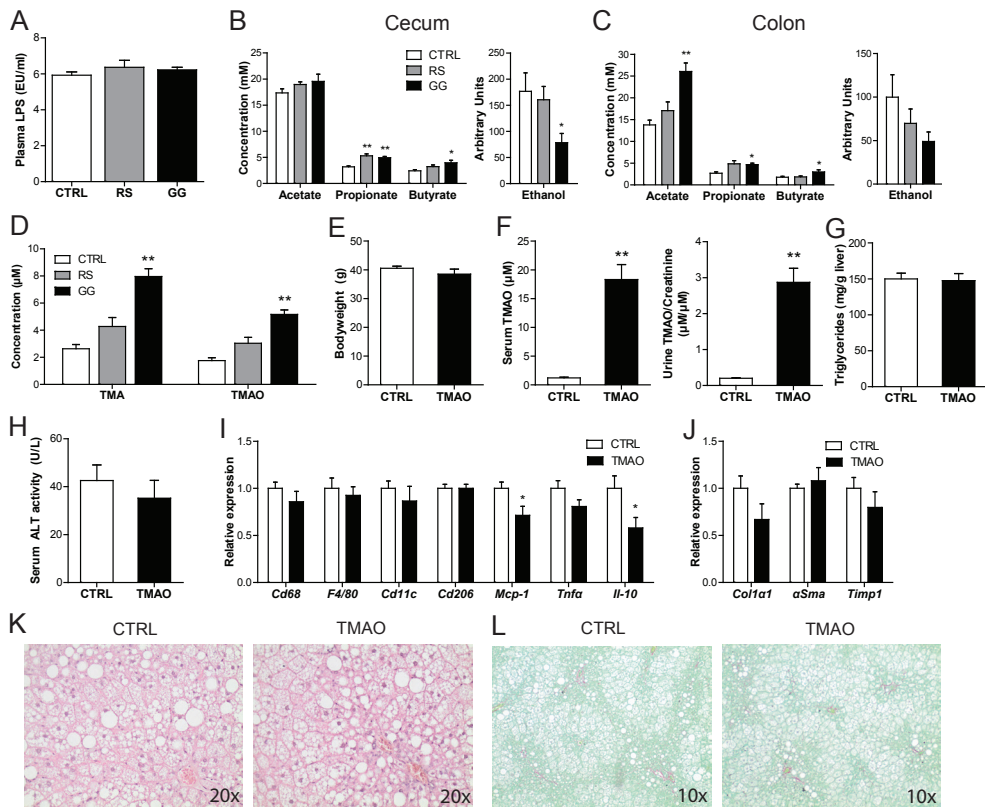 A
Plasma LPS (EU/ml)
8
6
4
2
0
CTRL RS GG
B
Cecum
CTRL
RS
GG
Concentration (mM)
25
20
15
10
5
0
** ** *
Acetate Propionate Butyrate
Arbitrary Units
250
200
150
100
50
0
*
Ethanol
C
Colon
Concentration (mM)
30
25
20
15
10
5
0
** * *
Acetate Propionate Butyrate
Arbitrary Units
150
100
50
0
Ethanol
D
CTRL
RS
GG
Concentration (µM)
8
6
4
2
0
** **
TMA TMAO
E
Bodyweight (g)
50
40
30
20
10
0
CTRL TMAO
F
Serum TMAO (µM)
25
20
15
10
5
0
**
CTRL TMAO
Urine TMAO/Creatinine
(µM/µM)
4
3
2
1
0
**
CTRL TMAO
G
Triglycerides (mg/g liver)
200
150
100
50
0
CTRL TMAO
H
Serum ALT activity (U/L)
60
40
20
0
CTRL TMAO
I
CTRL
TMAO
Relative expression
1.5
1.0
0.5
0.0
* *
Cd68 F4/80 Cd11c Cd206 Mcp-1 Tnfα Il-10
J
CTRL
TMAO
Relative expression
1.5
1.0
0.5
0.0
Col1α1 αSma Timp1
K
CTRL TMAO
20x 20x
L
CTRL TMAO
10x 10x